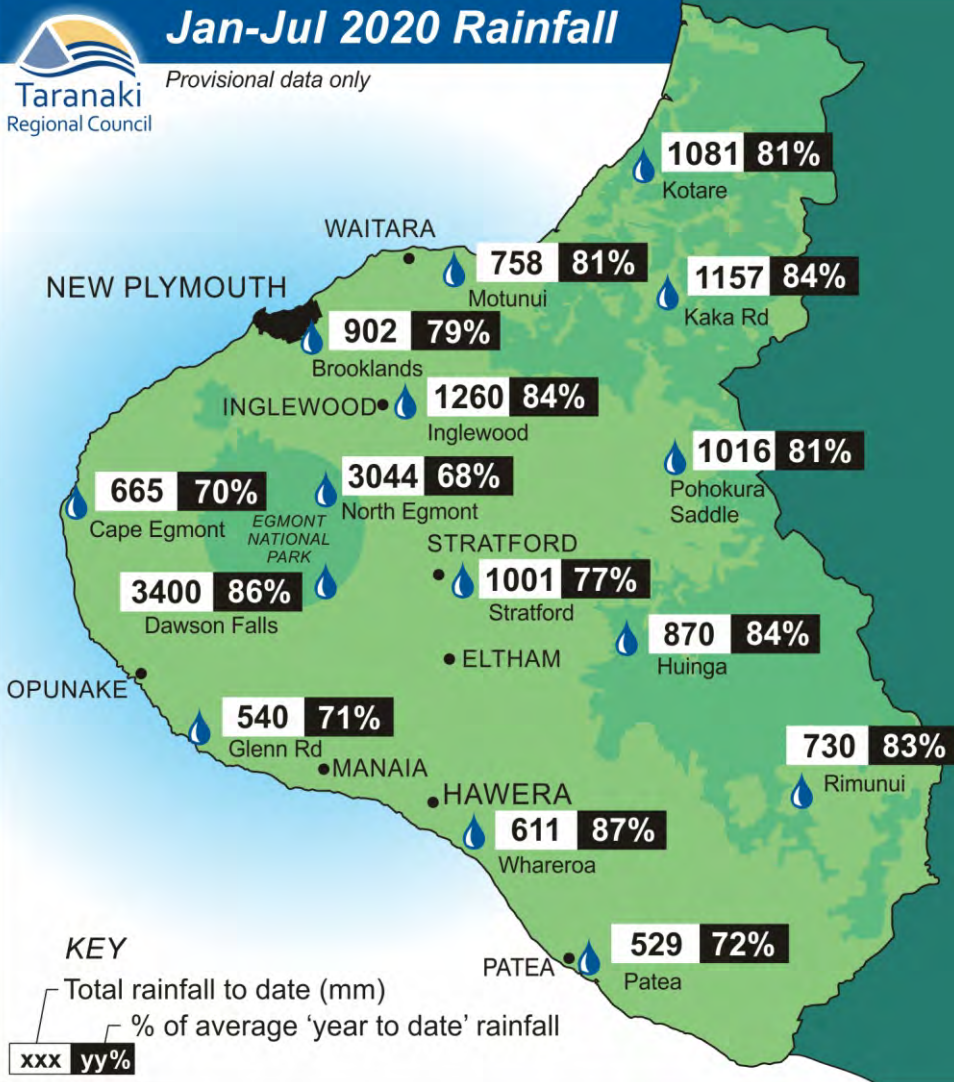 Jan-Jul 2020 Rainfall
Provisional data only
Taranaki
Regional Council
1081 81%
Kotare
WAITARA
758 81%
Motunui
NEW PLYMOUTH
1157 84%
Kaka Rd
902 79%
Brooklands
INGLEWOOD
1260 84%
Inglewood
1016 81%
Pohokura
Saddle
665 70%
Cape Egmont
3044 68%
North Egmont
EGMONT
NATIONAL
PARK
STRATFORD
3400 86%
Dawson Falls
1001 77%
Stratford
870 84%
Huinga
ELTHAM
OPUNAKE
540 71%
Glenn Rd
730 83%
Rimunui
MANAIA
HAWERA
611 87%
Whareroa
529 72%
Patea
PATEA
KEY
Total rainfall to date (mm)
% of average ‘year to date’ rainfall
xxx yy%